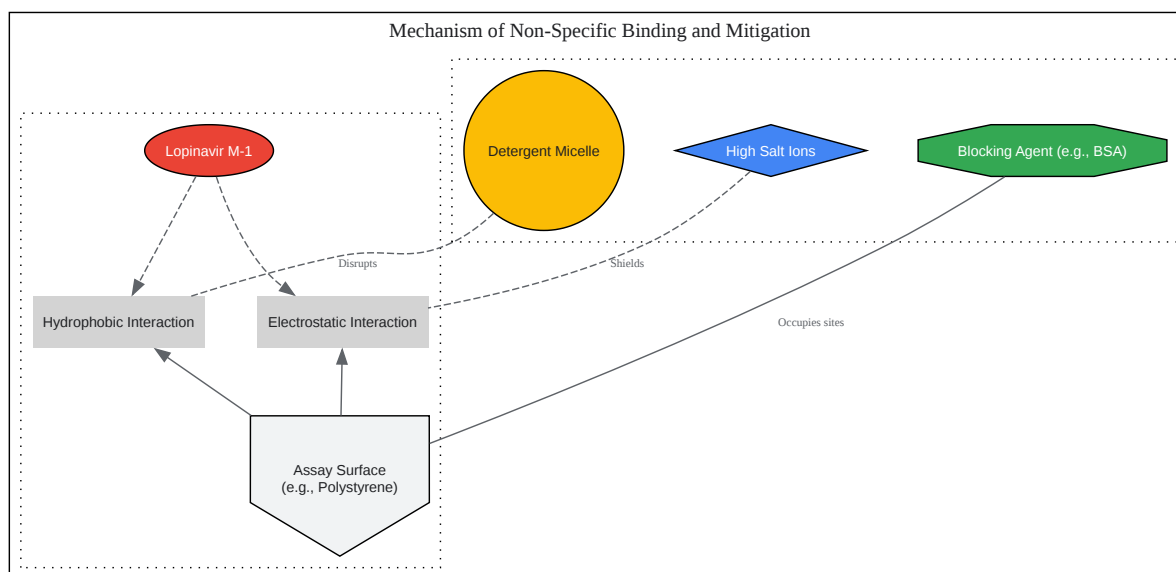 Mechanism of Non-Specific Binding and Mitigation
Lopinavir M-1
Detergent Micelle
High Salt Ions
Blocking Agent (e.g., BSA)
Disrupts
Shields
Hydrophobic Interaction
Electrostatic Interaction
Occupies sites
Assay Surface
(e.g., Polystyrene)